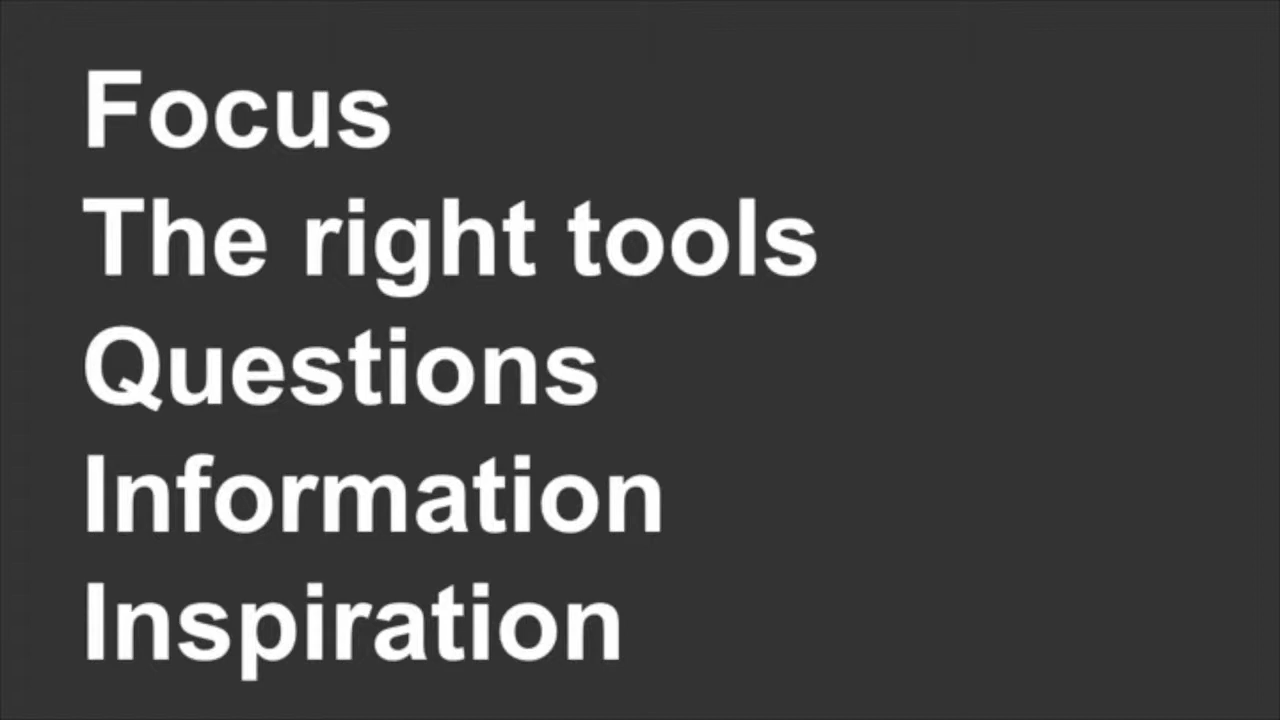 Focus
The right tools
Questions
Information
Inspiration